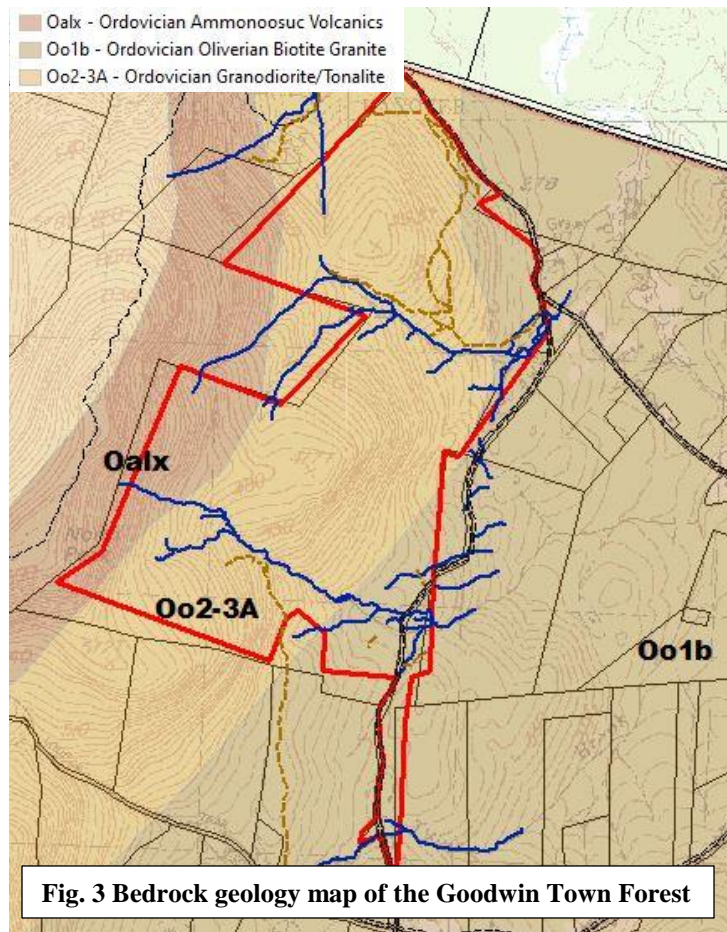 Oalx - Ordovician Ammonoosuc Volcanics
Oo1b - Ordovician Oliverian Biotite Granite
Oo2-3A - Ordovician Granodiorite/Tonalite
Oalx
Oo2-3A
Oo1b
Fig. 3 Bedrock geology map of the Goodwin Town Forest